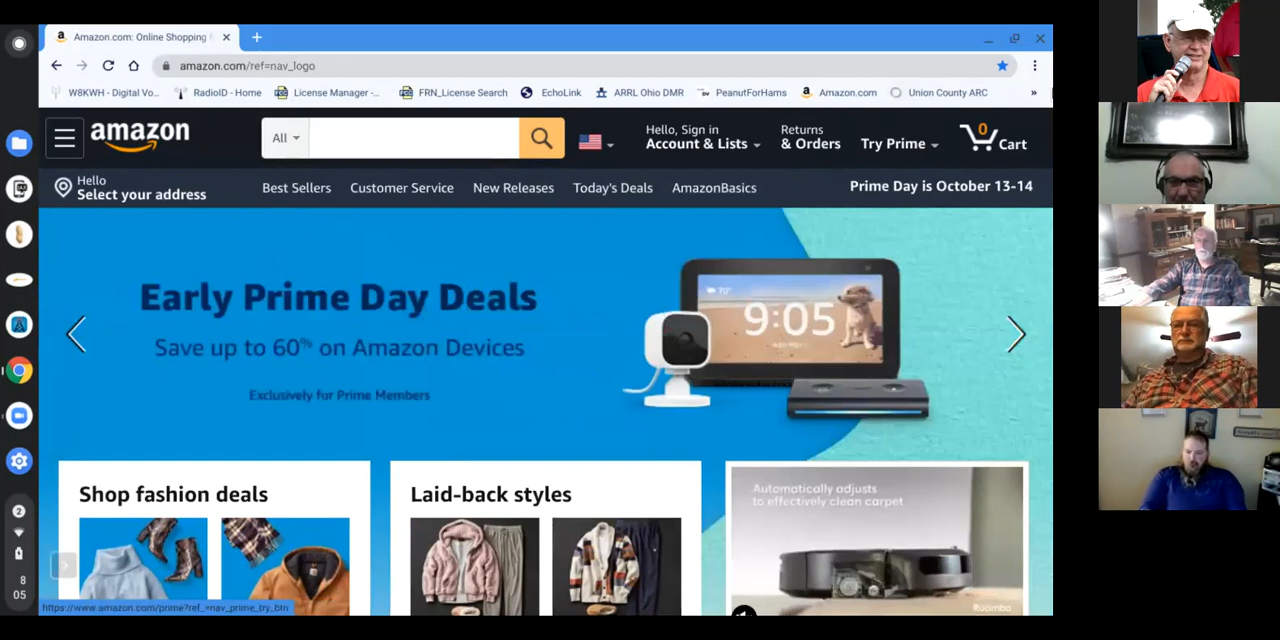 Amazon.com: Online Shopping
amazon.com/ref=nav_logo
W8KWH - Digital Vo...
RadioID - Home
License Manager -...
FRN_License Search
EchoLink
ARRL Ohio DMR
PeanutForHams
Amazon.com
Union County ARC
»
amazon
All
Hello, Sign in
Account & Lists
Returns
& Orders
Try Prime
0
Cart
Hello
Select your address
Best Sellers
Customer Service
New Releases
Today's Deals
AmazonBasics
Prime Day is October 13-14
Early Prime Day Deals
Save up to 60% on Amazon Devices
Exclusively for Prime Members
70°
9:05
Shop fashion deals
Laid-back styles
Automatically adjusts
to effectively clean carpet
Roomba
2
8
05
https://www.amazon.com/prime?ref_=nav_prime_try_btn